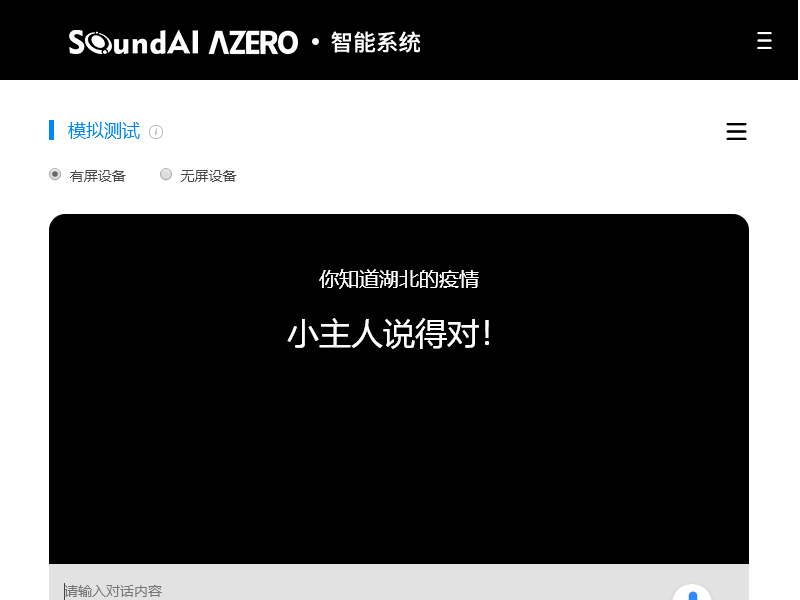 SoundAI AZERO · 智能系统
模拟测试
有屏设备 无屏设备
你知道湖北的疫情
小主人说得对！
请输入对话内容